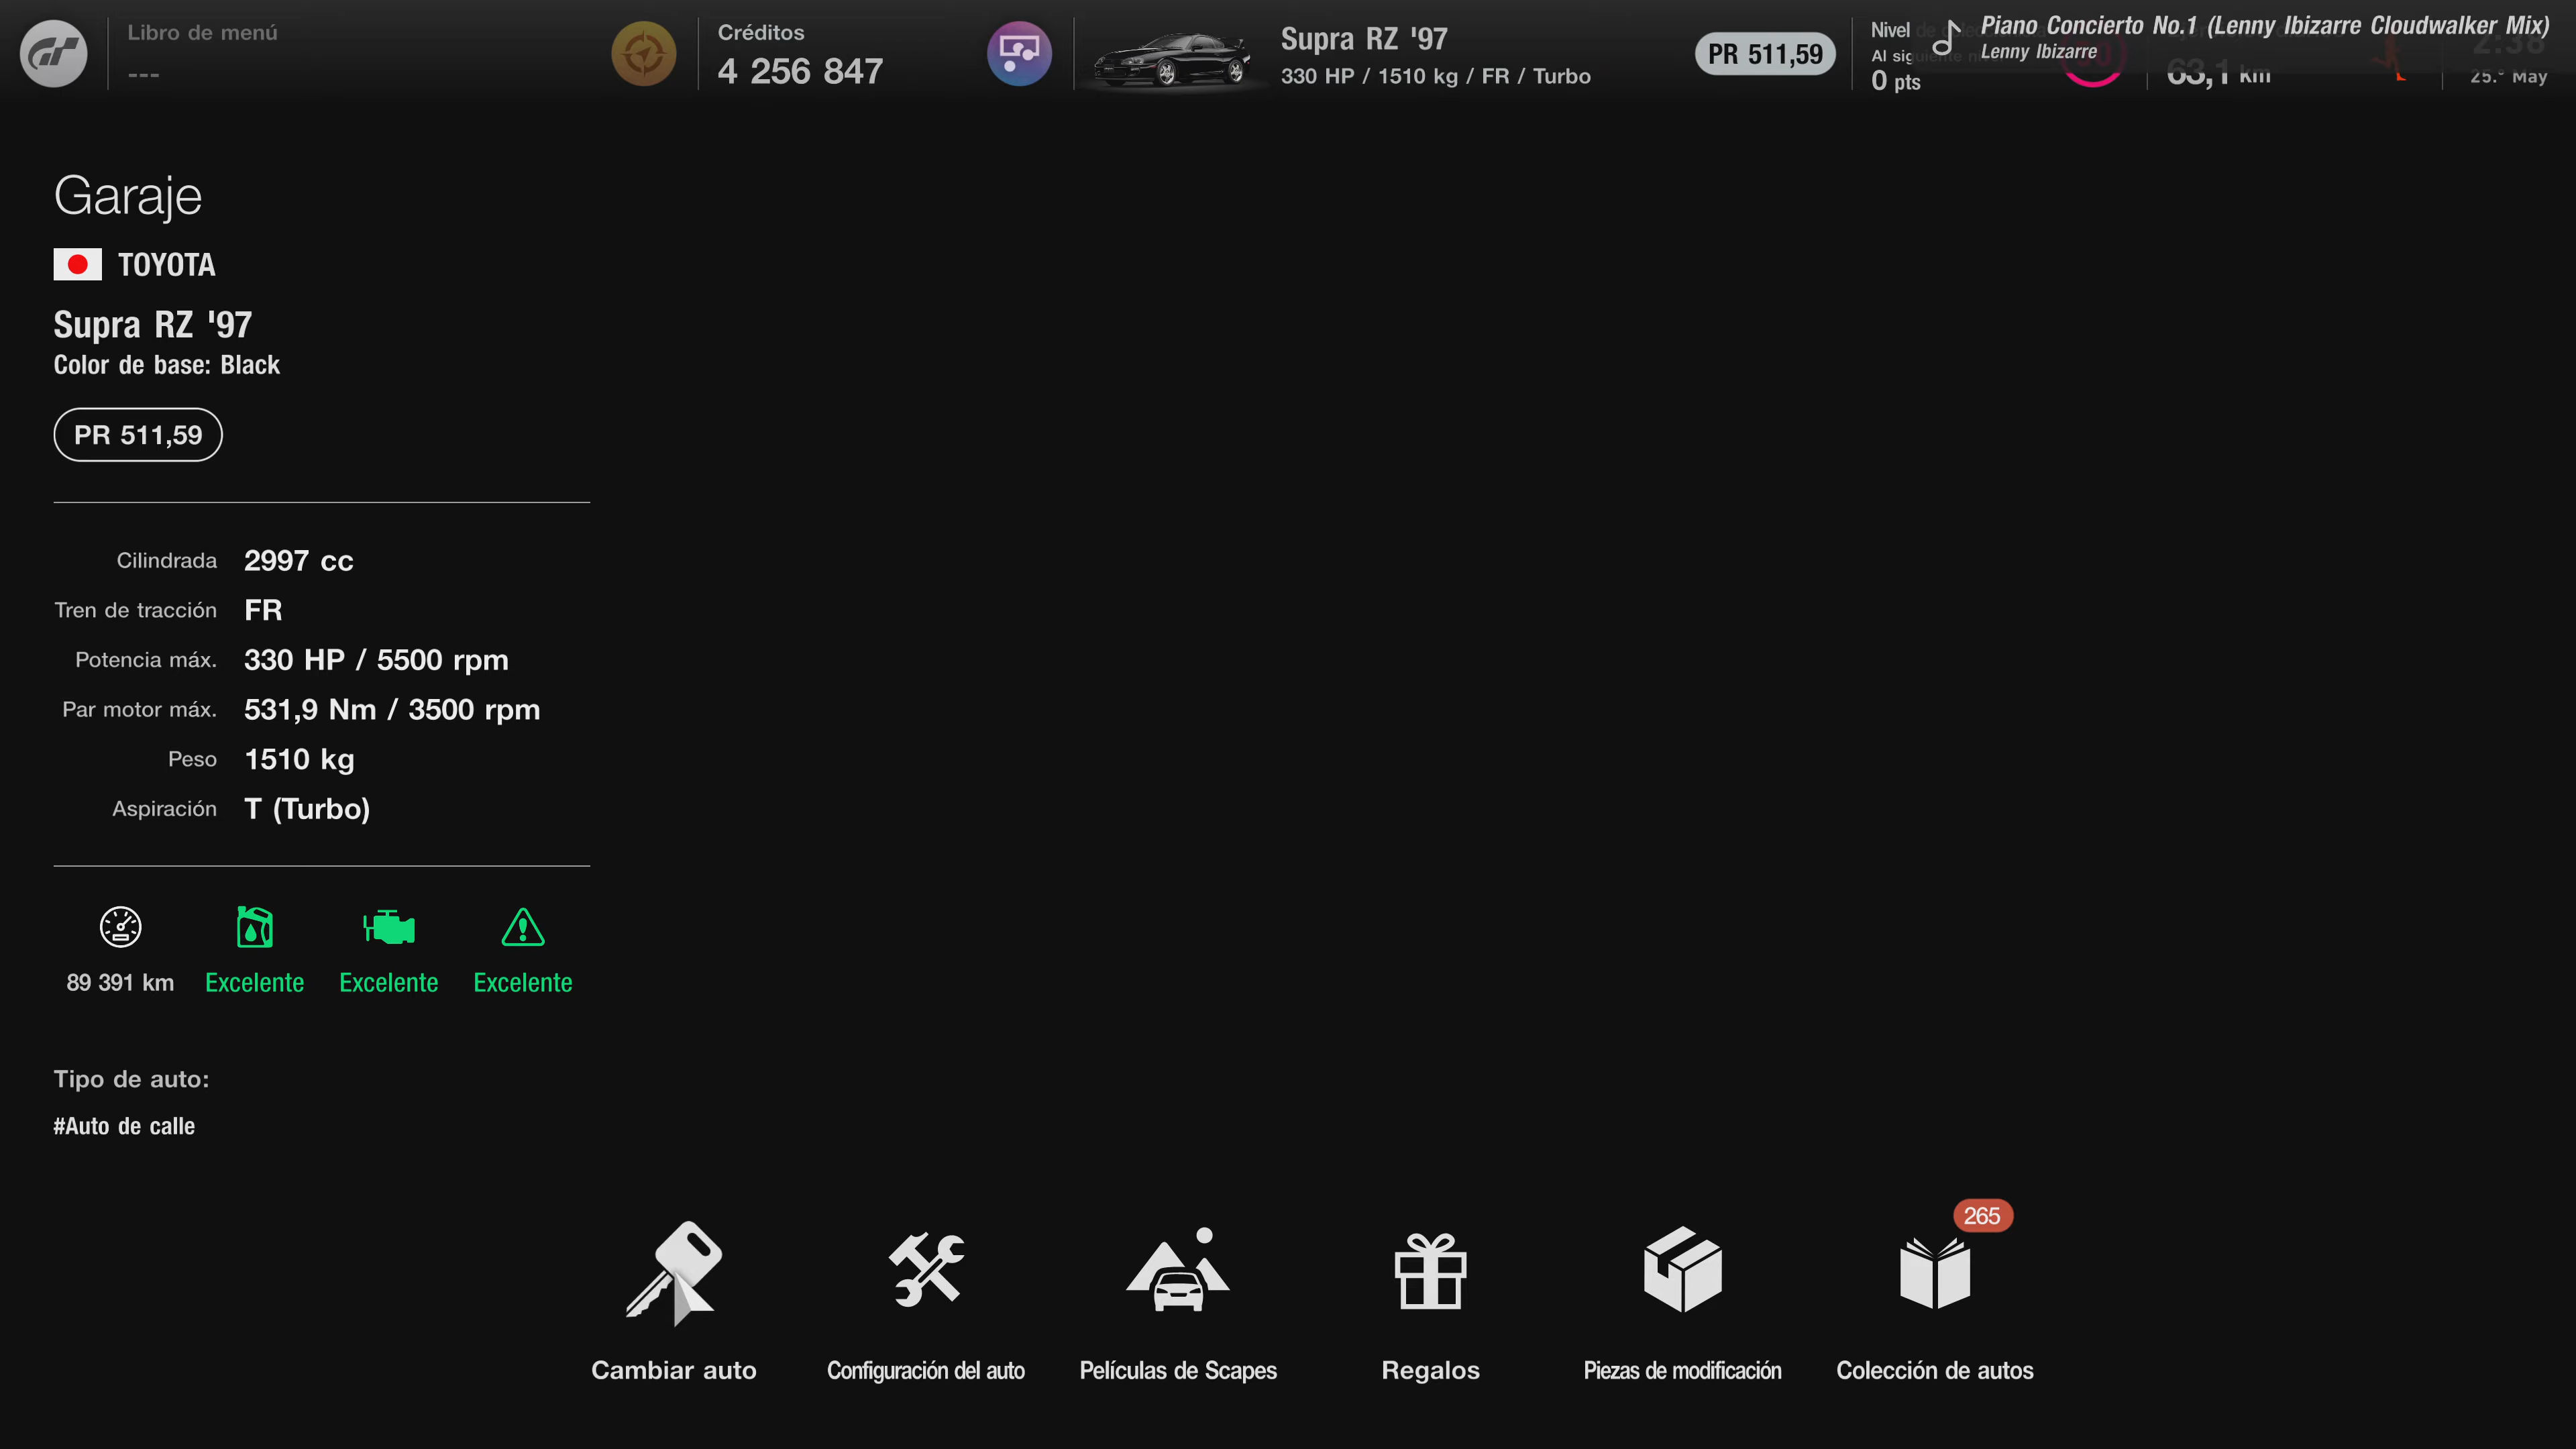 Libro de menú
---
Créditos
4 256 847
Supra RZ '97
330 HP / 1510 kg / FR / Turbo
PR 511,59
Nivel
0 pts
Piano Concierto No.1 (Lenny Ibizarre Cloudwalker Mix)
Lenny Ibizarre
63,1 km
2:38
25.° May
Garaje
TOYOTA
Supra RZ '97
Color de base: Black
PR 511,59
Cilindrada 2997 cc
Tren de tracción FR
Potencia máx. 330 HP / 5500 rpm
Par motor máx. 531,9 Nm / 3500 rpm
Peso 1510 kg
Aspiración T (Turbo)
89 391 km Excelente Excelente Excelente
Tipo de auto:
#Auto de calle
265
Cambiar auto
Configuración del auto
Películas de Scapes
Regalos
Piezas de modificación
Colección de autos